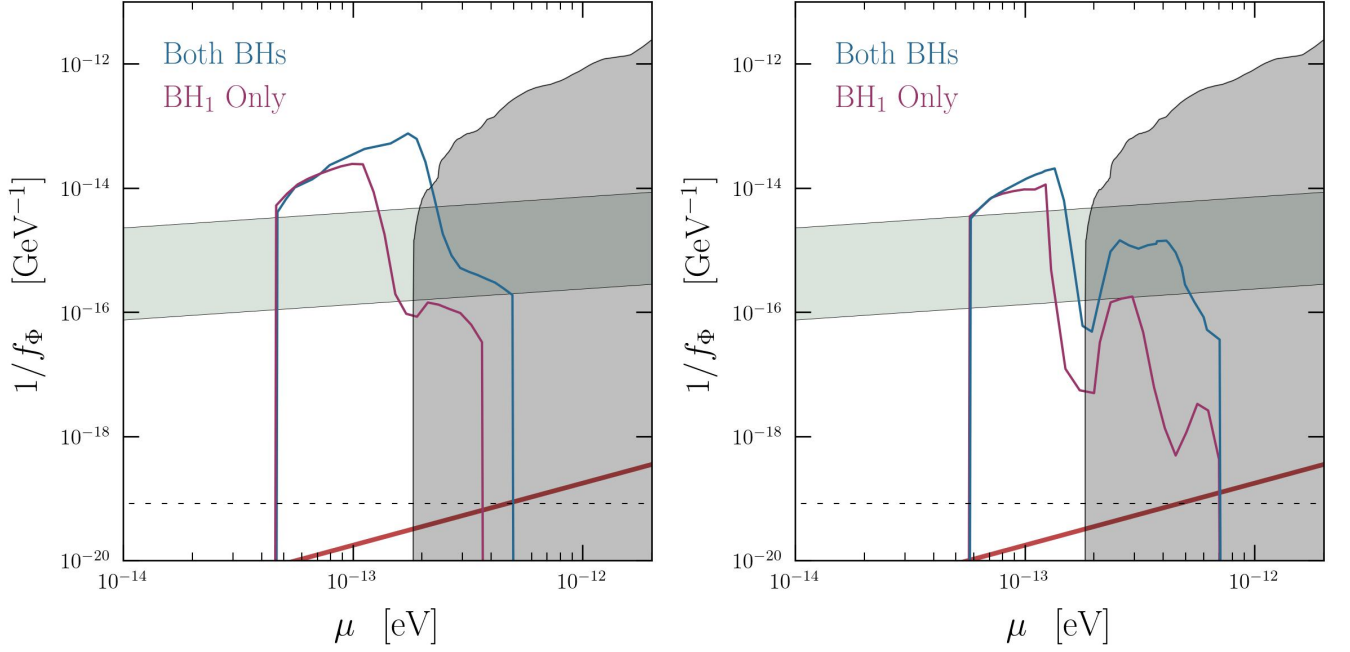 Both BHs
BH₁ Only
10⁻¹²
10⁻¹⁴
10⁻¹⁶
10⁻¹⁸
10⁻²⁰
1/f_Φ [GeV⁻¹]
10⁻¹⁴
10⁻¹³
10⁻¹²
μ [eV]
Both BHs
BH₁ Only
10⁻¹²
10⁻¹⁴
10⁻¹⁶
10⁻¹⁸
10⁻²⁰
1/f_Φ [GeV⁻¹]
10⁻¹⁴
10⁻¹³
10⁻¹²
μ [eV]